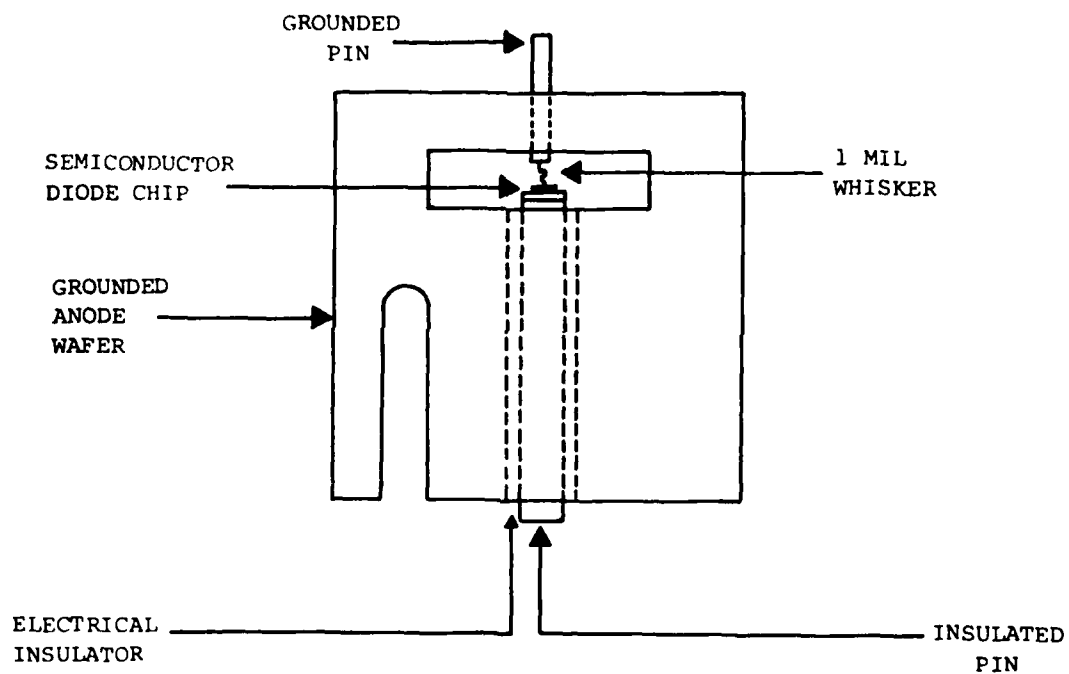 GROUNDED
PIN
SEMICONDUCTOR
DIODE CHIP
1 MIL
WHISKER
GROUNDED
ANODE
WAFER
ELECTRICAL
INSULATOR
INSULATED
PIN